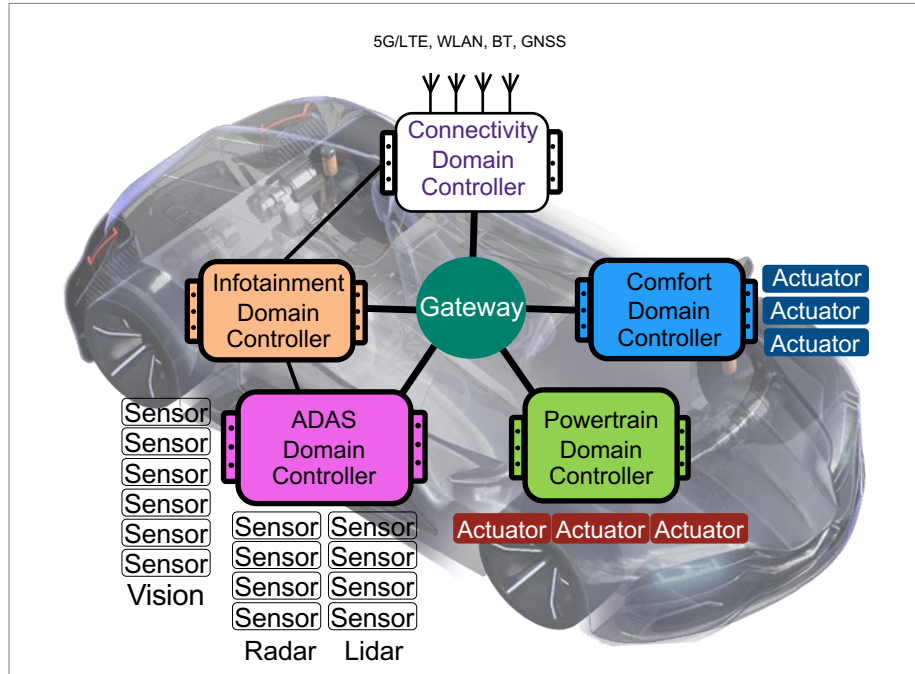 5G/LTE, WLAN, BT, GNSS
Connectivity
Domain
Controller
Infotainment
Domain
Controller
Gateway
Comfort
Domain
Controller
Actuator
Actuator
Actuator
ADAS
Domain
Controller
Powertrain
Domain
Controller
Sensor
Sensor
Sensor
Sensor
Sensor
Sensor
Vision
Sensor Sensor
Sensor Sensor
Sensor Sensor
Sensor Sensor
Radar Lidar
Actuator Actuator Actuator